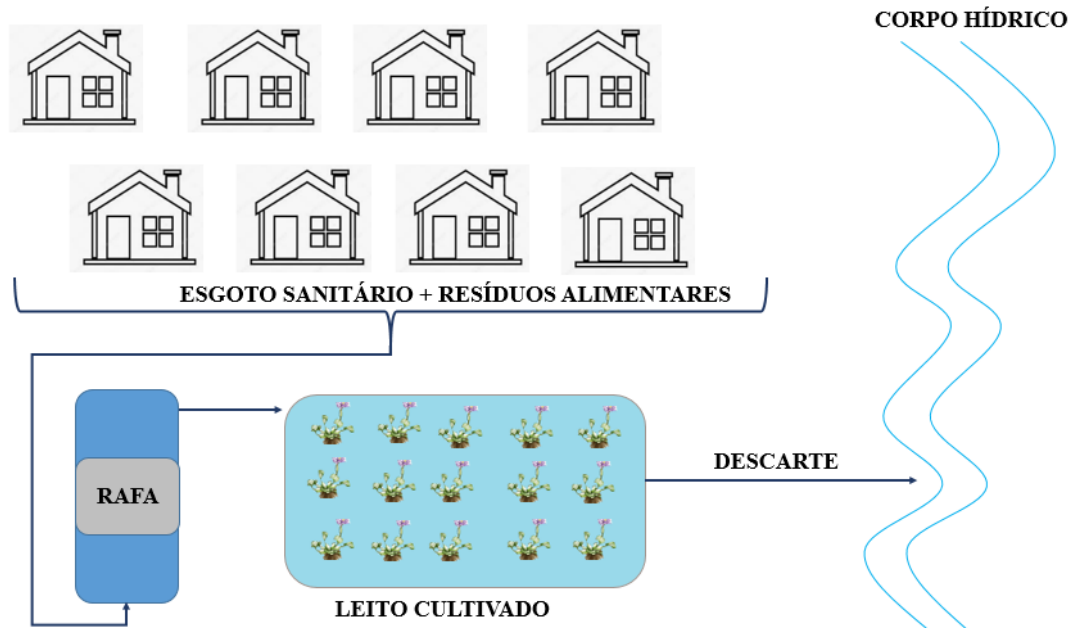 CORPO HÍDRICO
ESGOTO SANITÁRIO + RESÍDUOS ALIMENTARES
RAFA
DESCARTE
LEITO CULTIVADO